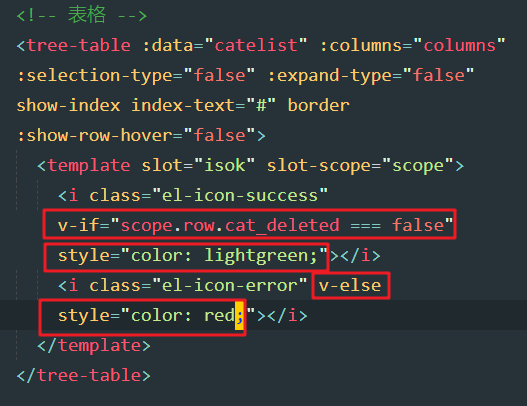 <!-- 表格 -->
<tree-table :data="catelist" :columns="columns"
:selection-type="false" :expand-type="false"
show-index index-text="#" border
:show-row-hover="false">
<template slot="isok" slot-scope="scope">
<i class="el-icon-success"
v-if="scope.row.cat_deleted === false"
style="color: lightgreen;"></i>
<i class="el-icon-error" v-else
style="color: red;"></i>
</template>
</tree-table>